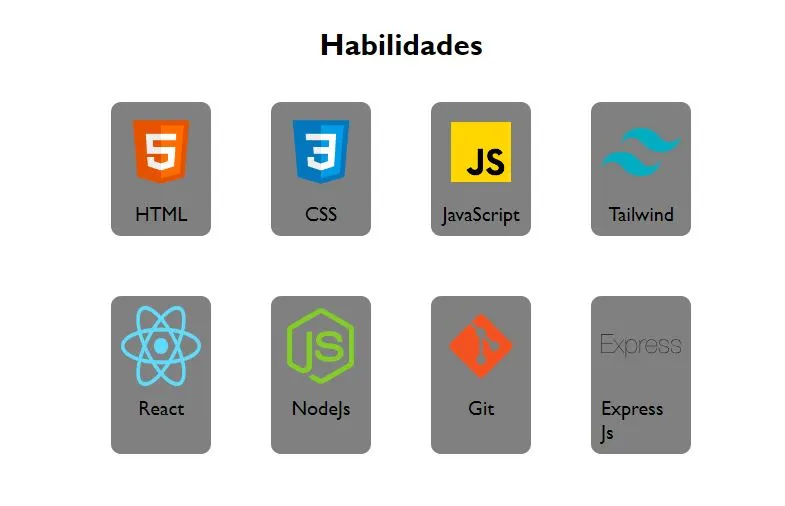 Habilidades
5
3
JS
HTML
CSS
JavaScript
Tailwind
JS
Express
React
NodeJs
Git
Express
Js